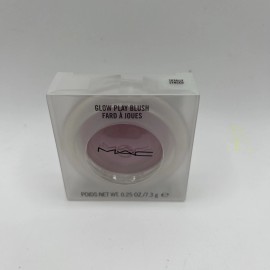 GLOW PLAY BLUSH
FARD À JOUES
MAC
POIDS NET WT. 0.25 OZ/7.3 g ℮